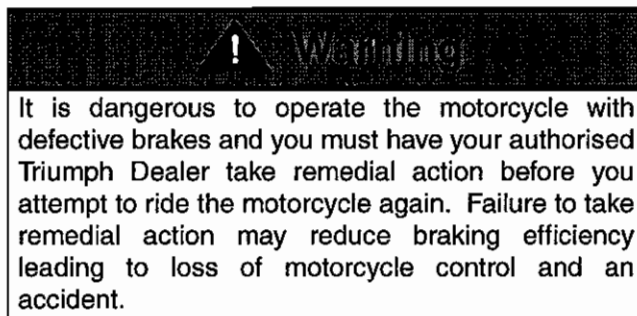 Warning
It is dangerous to operate the motorcycle with
defective brakes and you must have your authorised
Triumph Dealer take remedial action before you
attempt to ride the motorcycle again. Failure to take
remedial action may reduce braking efficiency
leading to loss of motorcycle control and an
accident.